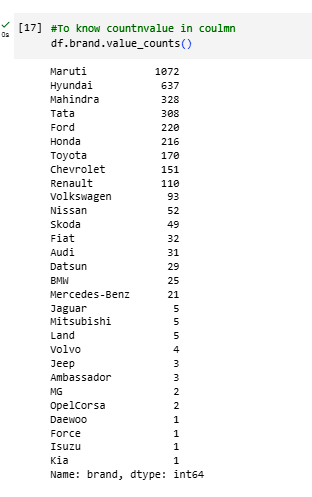 [17] #To know countnvalue in coulmn
0s df.brand.value_counts()
Maruti 1072
Hyundai 637
Mahindra 328
Tata 308
Ford 220
Honda 216
Toyota 170
Chevrolet 151
Renault 110
Volkswagen 93
Nissan 52
Skoda 49
Fiat 32
Audi 31
Datsun 29
BMW 25
Mercedes-Benz 21
Jaguar 5
Mitsubishi 5
Land 5
Volvo 4
Jeep 3
Ambassador 3
MG 2
OpelCorsa 2
Daewoo 1
Force 1
Isuzu 1
Kia 1
Name: brand, dtype: int64